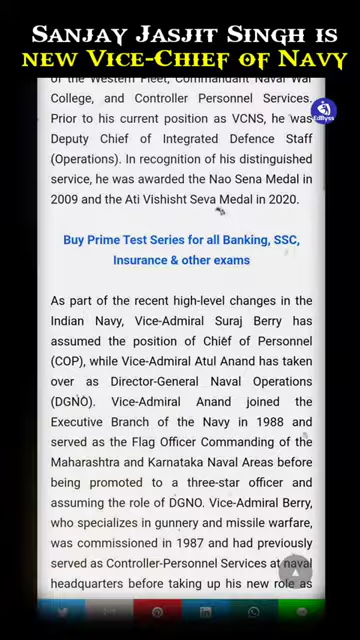 Sanjay Jasjit Singh is
new Vice-Chief of Navy
of the Western Fleet, Commandant Naval War
College, and Controller Personnel Services.
Prior to his current position as VCNS, he was
Deputy Chief of Integrated Defence Staff
(Operations). In recognition of his distinguished
service, he was awarded the Nao Sena Medal in
2009 and the Ati Vishisht Seva Medal in 2020.
EdByss
Buy Prime Test Series for all Banking, SSC,
Insurance & other exams
As part of the recent high-level changes in the
Indian Navy, Vice-Admiral Suraj Berry has
assumed the position of Chief of Personnel
(COP), while Vice-Admiral Atul Anand has taken
over as Director-General Naval Operations
(DGNO). Vice-Admiral Anand joined the
Executive Branch of the Navy in 1988 and
served as the Flag Officer Commanding of the
Maharashtra and Karnataka Naval Areas before
being promoted to a three-star officer and
assuming the role of DGNO. Vice-Admiral Berry,
who specializes in gunnery and missile warfare,
was commissioned in 1987 and had previously
served as Controller-Personnel Services at naval
headquarters before taking up his new role as